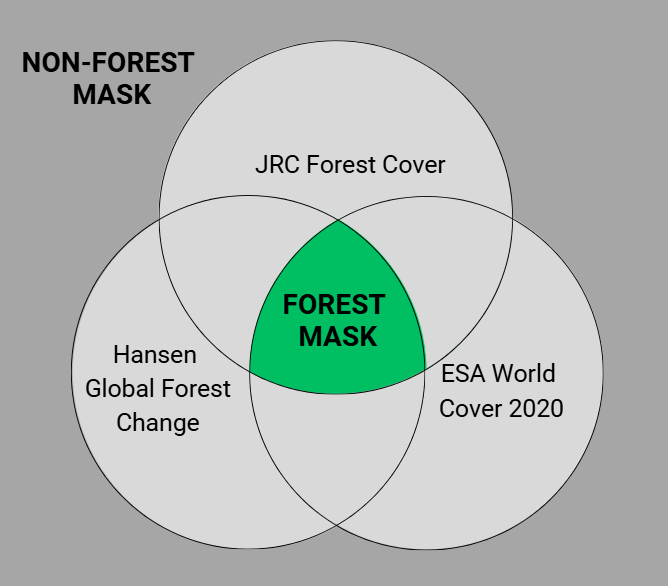 NON-FOREST
MASK
JRC Forest Cover
FOREST
MASK
Hansen
Global Forest
Change
ESA World
Cover 2020